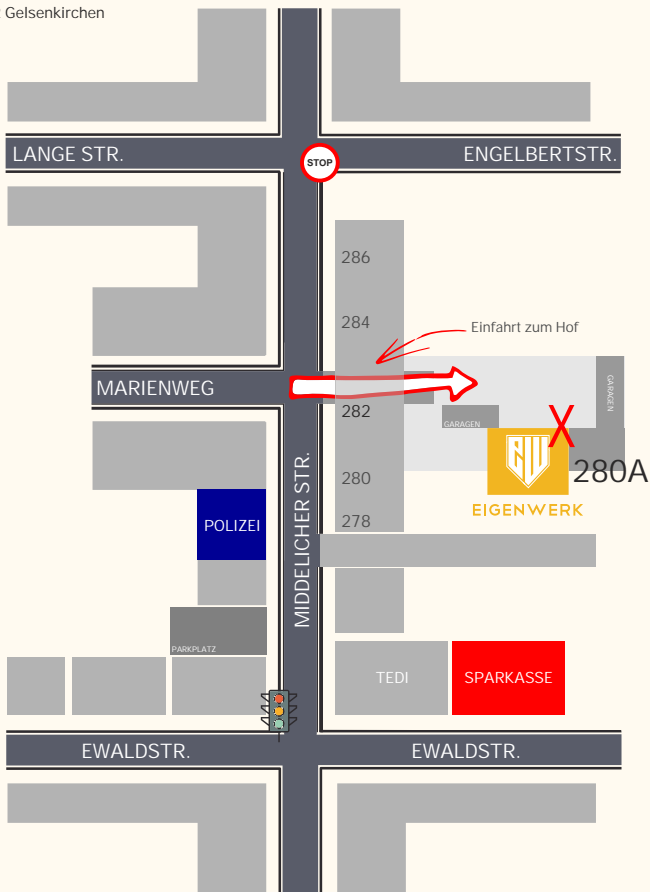 Gelsenkirchen
LANGE STR.
STOP
ENGELBERTSTR.
286
284
Einfahrt zum Hof
MARIENWEG
282
GARAGEN
GARAGEN
280A
280
EIGENWERK
278
POLIZEI
MIDDELICHER STR.
PARKPLATZ
TEDI
SPARKASSE
EWALDSTR.
EWALDSTR.